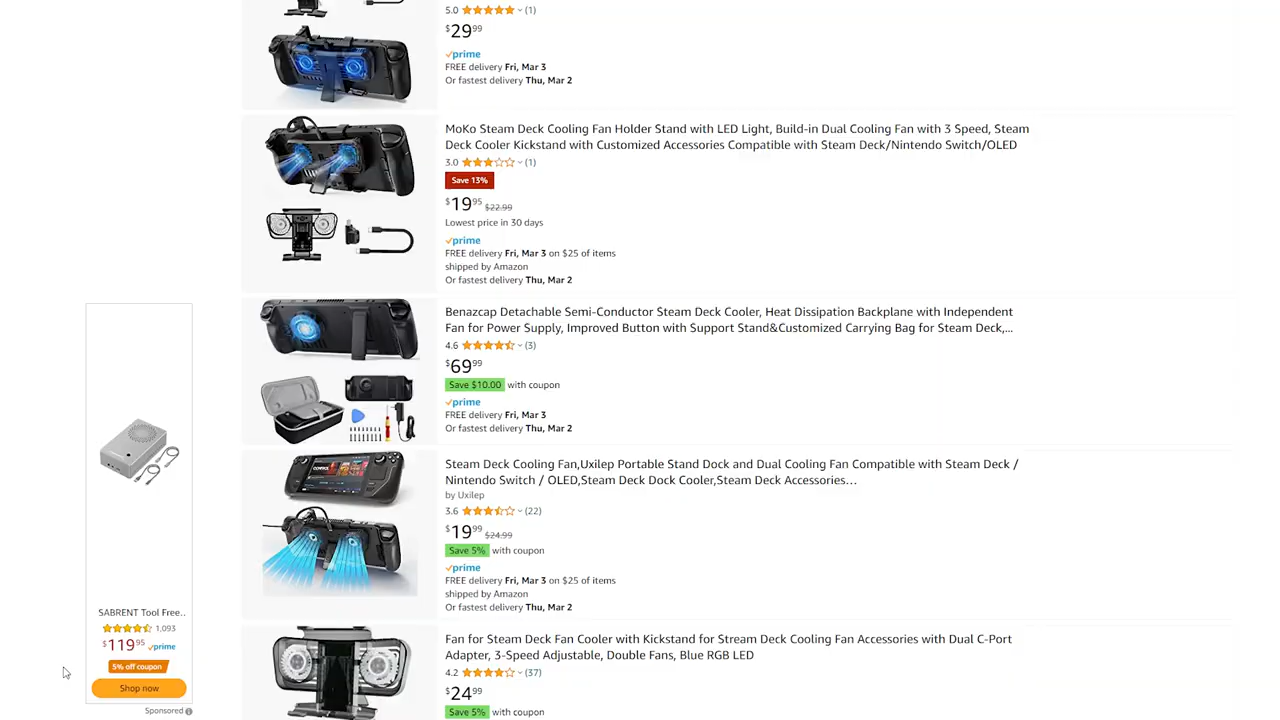 5.0 (1)
$29.99
prime
FREE delivery Fri, Mar 3
Or fastest delivery Thu, Mar 2
MoKo Steam Deck Cooling Fan Holder Stand with LED Light, Build-in Dual Cooling Fan with 3 Speed, Steam
Deck Cooler Kickstand with Customized Accessories Compatible with Steam Deck/Nintendo Switch/OLED
3.0 (1)
Save 13%
$19.95 $22.99
Lowest price in 30 days
prime
FREE delivery Fri, Mar 3 on $25 of items
shipped by Amazon
Or fastest delivery Thu, Mar 2
Benazcap Detachable Semi-Conductor Steam Deck Cooler, Heat Dissipation Backplane with Independent
Fan for Power Supply, Improved Button with Support Stand&Customized Carrying Bag for Steam Deck,...
4.6 (3)
$69.99
Save $10.00 with coupon
prime
FREE delivery Fri, Mar 3
Or fastest delivery Thu, Mar 2
Steam Deck Cooling Fan,Uxilep Portable Stand Dock and Dual Cooling Fan Compatible with Steam Deck /
Nintendo Switch / OLED,Steam Deck Dock Cooler,Steam Deck Accessories...
by Uxilep
3.6 (22)
$19.99 $24.99
Save 5% with coupon
prime
FREE delivery Fri, Mar 3 on $25 of items
shipped by Amazon
Or fastest delivery Thu, Mar 2
Fan for Steam Deck Fan Cooler with Kickstand for Stream Deck Cooling Fan Accessories with Dual C-Port
Adapter, 3-Speed Adjustable, Double Fans, Blue RGB LED
4.2 (37)
$24.99
Save 5% with coupon
SABRENT Tool Free..
1,093
$119.95 prime
5% off coupon
Shop now
Sponsored